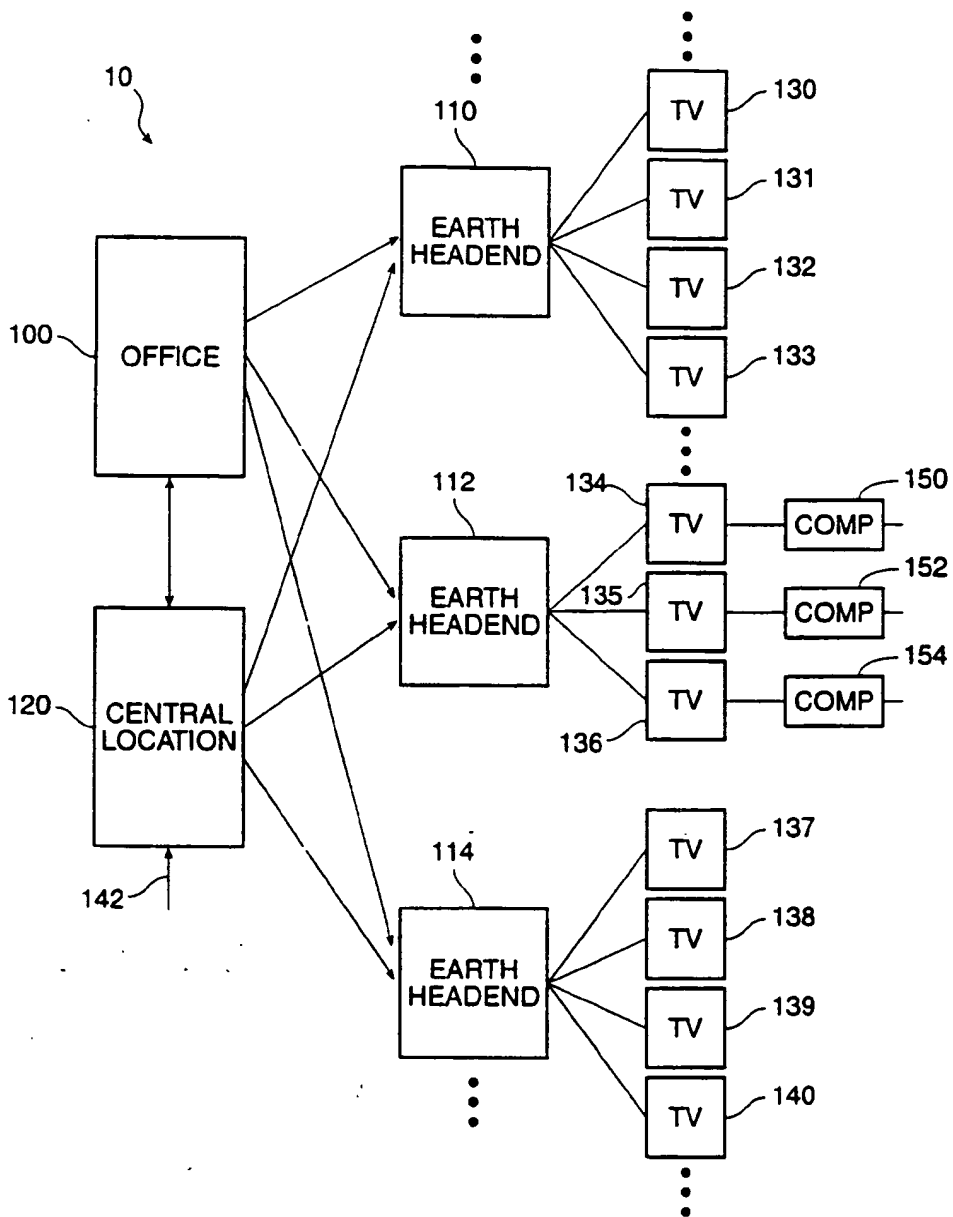 10
100
OFFICE
120
CENTRAL
LOCATION
142
110
EARTH
HEADEND
112
EARTH
HEADEND
114
EARTH
HEADEND
TV
130
TV
131
TV
132
TV
133
134
TV
COMP
150
135
TV
COMP
152
136
TV
COMP
154
TV
137
TV
138
TV
139
TV
140